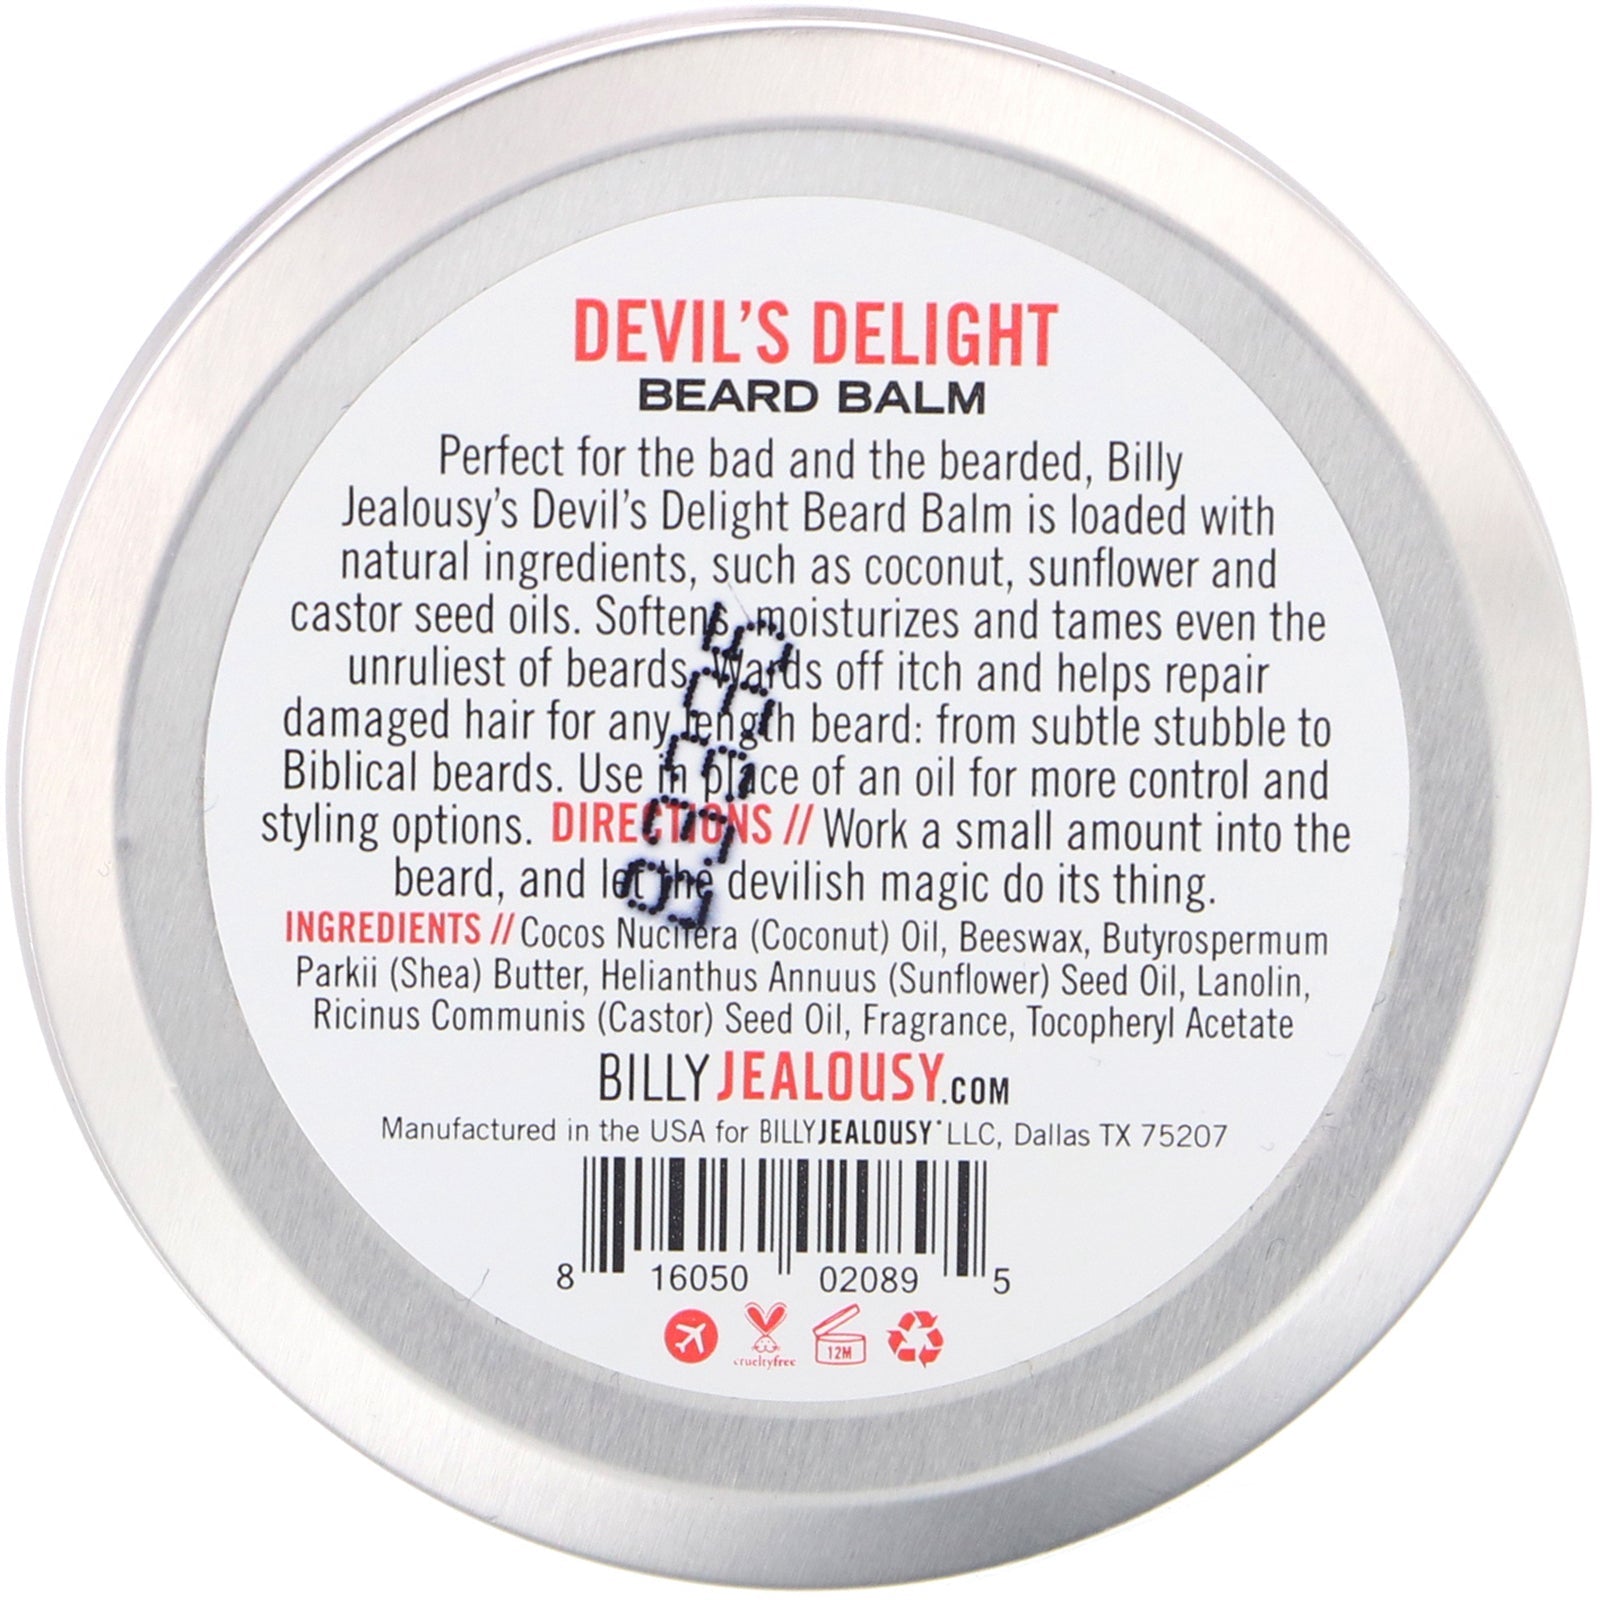 DEVIL'S DELIGHT
BEARD BALM
Perfect for the bad and the bearded, Billy
Jealousy's Devil's Delight Beard Balm is loaded with
natural ingredients, such as coconut, sunflower and
castor seed oils. Softens, moisturizes and tames even the
unruliest of beards. Wards off itch and helps repair
damaged hair for any length beard: from subtle stubble to
Biblical beards. Use in place of an oil for more control and
styling options. DIRECTIONS // Work a small amount into the
beard, and let the devilish magic do its thing.
INGREDIENTS // Cocos Nucifera (Coconut) Oil, Beeswax, Butyrospermum
Parkii (Shea) Butter, Helianthus Annuus (Sunflower) Seed Oil, Lanolin,
Ricinus Communis (Castor) Seed Oil, Fragrance, Tocopheryl Acetate
BILLYJEALOUSY.COM
Manufactured in the USA for BILLYJEALOUSY® LLC, Dallas TX 75207
8 16050 02089 5
crueltyfree
12M